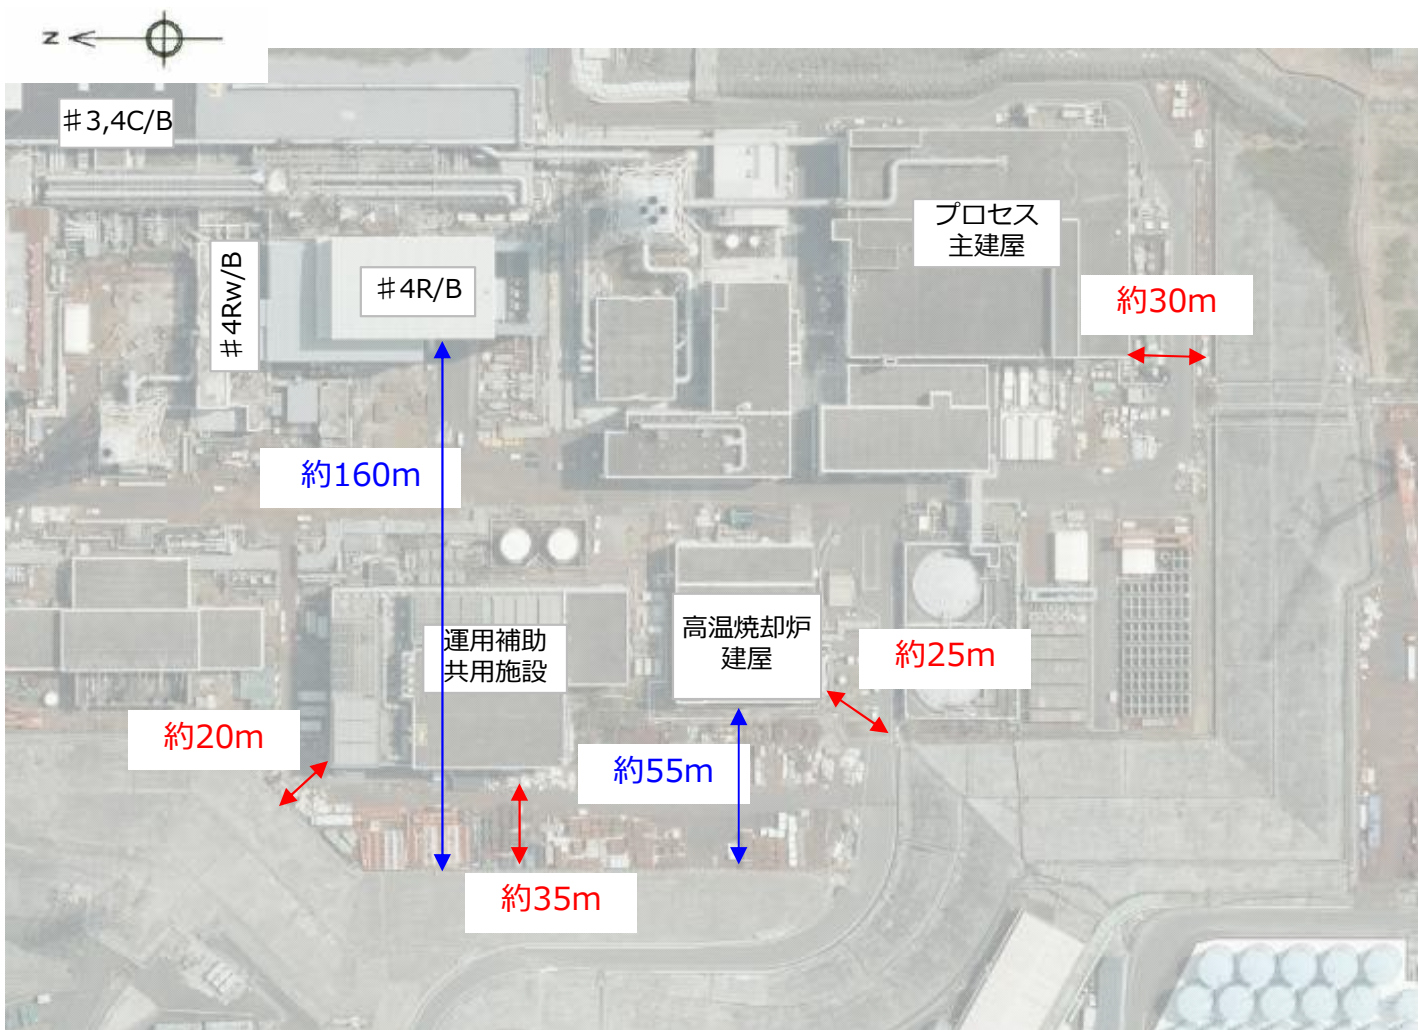 N
♯3,4C/B
プロセス
主建屋
♯4Rw/B
♯4R/B
約30m
約160m
運用補助
共用施設
高温焼却炉
建屋
約25m
約20m
約55m
約35m